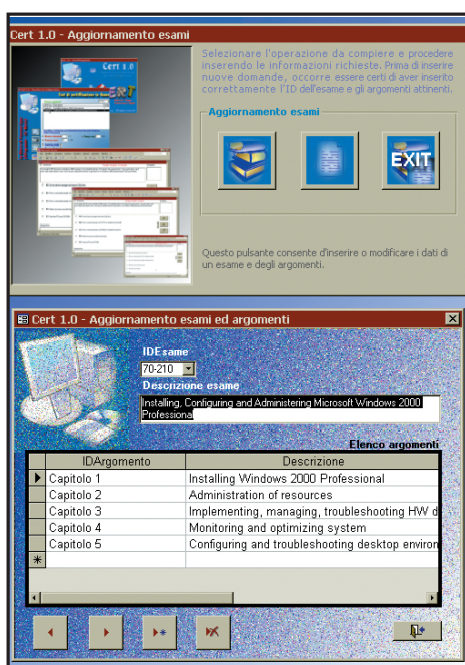 Cert 1.0 - Aggiornamento esami
Cert 1.0
Selezionare l'operazione da compiere e procedere
inserendo le informazioni richieste. Prima di inserire
nuove domande, occorre essere certi di aver inserito
correttamente l'ID dell'esame e gli argomenti attinenti.
Aggiornamento esami
EXIT
Questo pulsante consente d'inserire o modificare i dati di
un esame e degli argomenti.
Cert 1.0 - Aggiornamento esami ed argomenti
IDEsame
70-210
Descrizione esame
Installing, Configuring and Administering Microsoft Windows 2000
Professional
Elenco argomenti
IDArgomento Descrizione
Capitolo 1 Installing Windows 2000 Professional
Capitolo 2 Administration of resources
Capitolo 3 Implementing, managing, troubleshooting HW d
Capitolo 4 Monitoring and optimizing system
Capitolo 5 Configuring and troubleshooting desktop environ